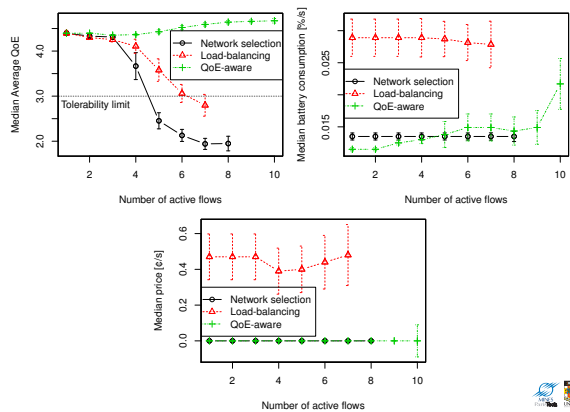 Median Average QoE
4.0
3.0
2.0
Network selection
Load-balancing
QoE-aware
Tolerability limit
2 4 6 8 10
Number of active flows
Median battery consumption [%/s]
0.025
0.015
Network selection
Load-balancing
QoE-aware
2 4 6 8 10
Number of active flows
Median price [¢/s]
0.6
0.4
0.2
0.0
Network selection
Load-balancing
QoE-aware
2 4 6 8 10
Number of active flows
MINES